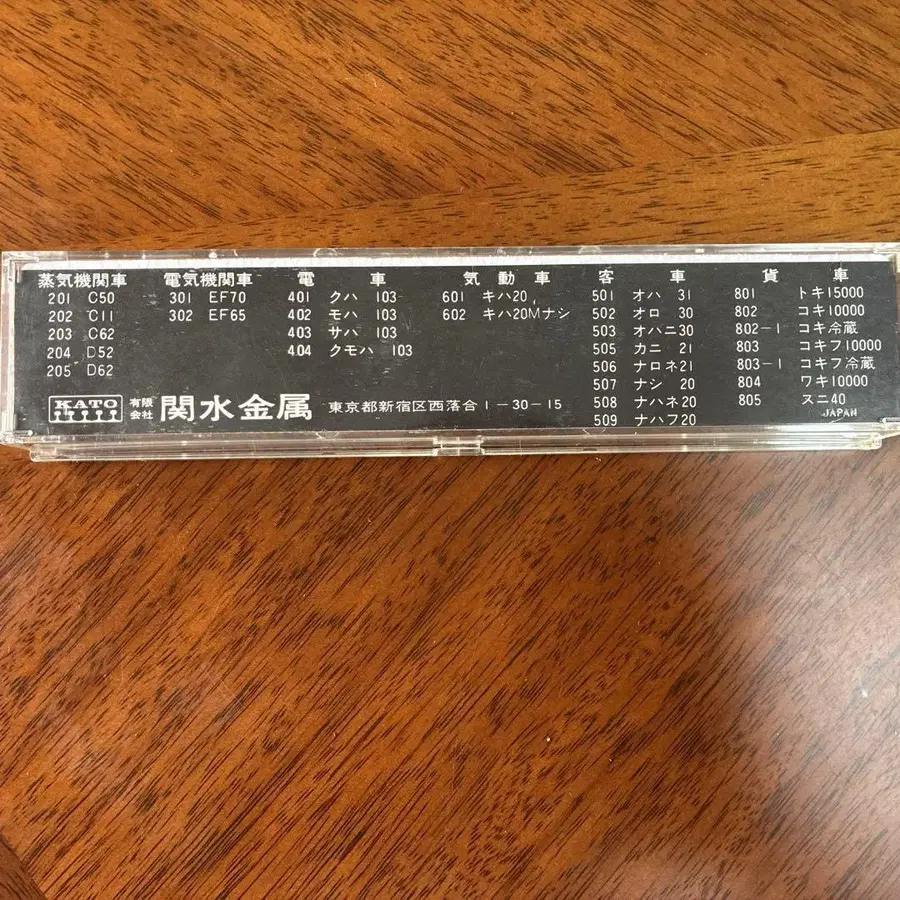 蒸気機関車 電気機関車 電車 気動車 客車 貨車
201 C50 301 EF70 401 クハ 103 601 キハ20 501 オハ 31 801 トキ15000
202 C11 302 EF65 402 モハ 103 602 キハ20Mナシ 502 オロ 30 802 コキ10000
203 C62 403 サハ 103 503 オハニ30 802-1 コキ冷蔵
204 D52 404 クモハ 103 505 カニ 21 803 コキフ10000
205 D62 506 ナロネ21 803-1 コキフ冷蔵
507 ナシ 20 804 ワキ10000
508 ナハネ20 805 スニ40
509 ナハフ20 JAPAN
KATO 有限会社 関水金属 東京都新宿区西落合1-30-15